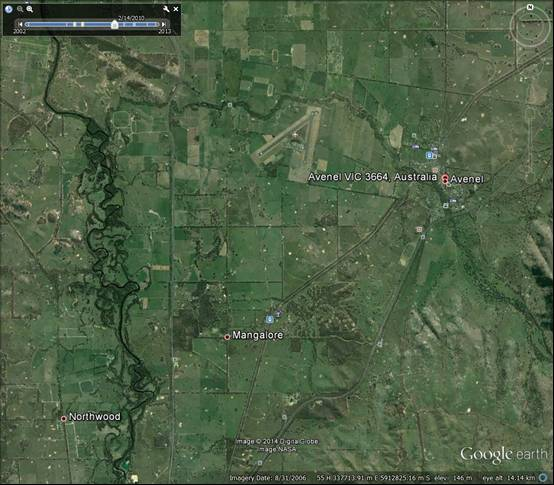 2/14/2010
2002
2013
N
Avenel VIC 3664, Australia
Avenel
Mangalore
Northwood
Image © 2014 DigitalGlobe
Image NASA
Google earth
Imagery Date: 8/31/2006
55 H 337713.91 m E 5912825.16 m S
elev 146 m
eye alt 14.14 km